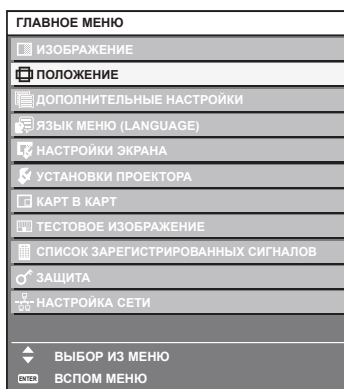 ГЛАВНОЕ МЕНЮ
ИЗОБРАЖЕНИЕ
ПОЛОЖЕНИЕ
ДОПОЛНИТЕЛЬНЫЕ НАСТРОЙКИ
ЯЗЫК МЕНЮ (LANGUAGE)
НАСТРОЙКИ ЭКРАНА
УСТАНОВКИ ПРОЕКТОРА
КАРТ В КАРТ
ТЕСТОВОЕ ИЗОБРАЖЕНИЕ
СПИСОК ЗАРЕГИСТРИРОВАННЫХ СИГНАЛОВ
ЗАЩИТА
НАСТРОЙКА СЕТИ
ВЫБОР ИЗ МЕНЮ
ENTER ВСПОМ МЕНЮ